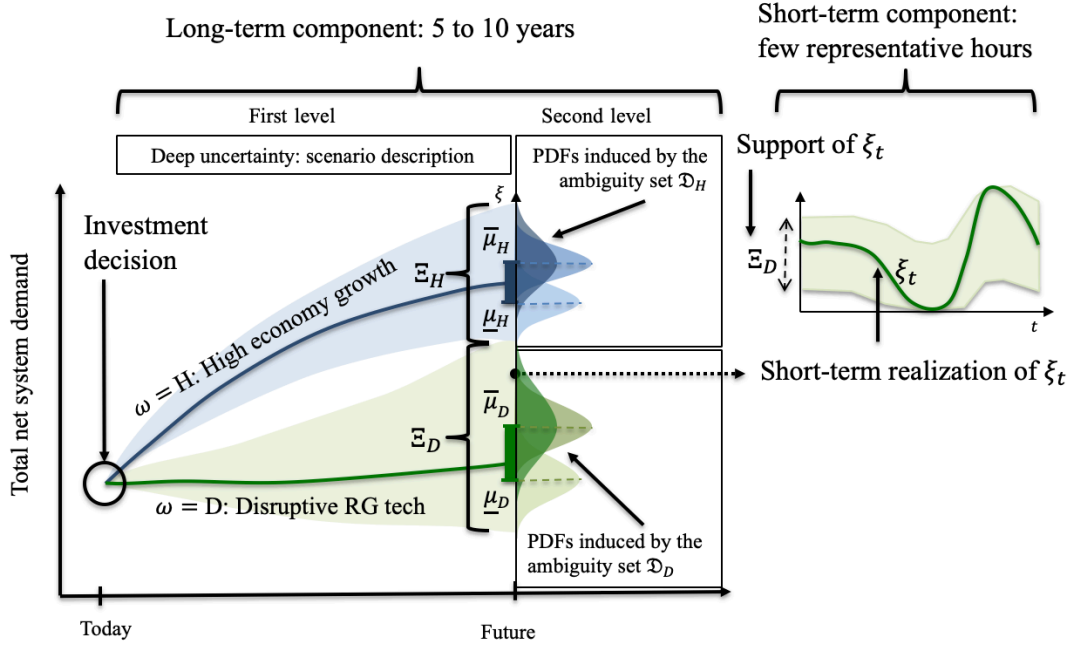 Long-term component: 5 to 10 years
Short-term component:
few representative hours
First level
Second level
Deep uncertainty: scenario description
PDFs induced by the
ambiguity set 𝔇_H
Support of ξ_t
Investment
decision
ξ
μ̅_H
Ξ_H
μ̲_H
ω = H: High economy growth
Ξ_D
ξ_t
t
Total net system demand
Short-term realization of ξ_t
μ̅_D
Ξ_D
μ̲_D
ω = D: Disruptive RG tech
PDFs induced by the
ambiguity set 𝔇_D
Today
Future